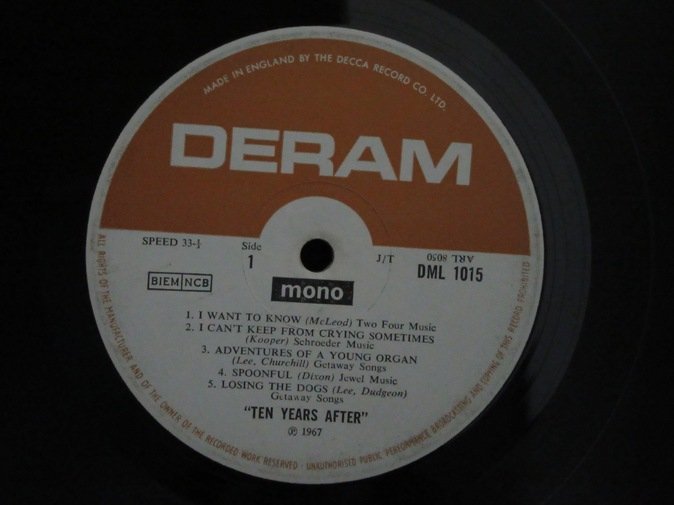 MADE IN ENGLAND BY THE DECCA RECORD CO. LTD.
DERAM
SPEED 33-⅓
Side
1
J/T
ARL 8050
DML 1015
BIEM NCB
mono
1. I WANT TO KNOW (McLeod) Two Four Music
2. I CAN'T KEEP FROM CRYING SOMETIMES
(Kooper) Schroeder Music
3. ADVENTURES OF A YOUNG ORGAN
(Lee, Churchill) Getaway Songs
4. SPOONFUL (Dixon) Jewel Music
5. LOSING THE DOGS (Lee, Dudgeon)
Getaway Songs
"TEN YEARS AFTER"
℗ 1967
ALL RIGHTS OF THE MANUFACTURER AND OF THE OWNER OF THE RECORDED WORK RESERVED · UNAUTHORISED PUBLIC PERFORMANCE BROADCASTING AND COPYING OF THIS RECORD PROHIBITED